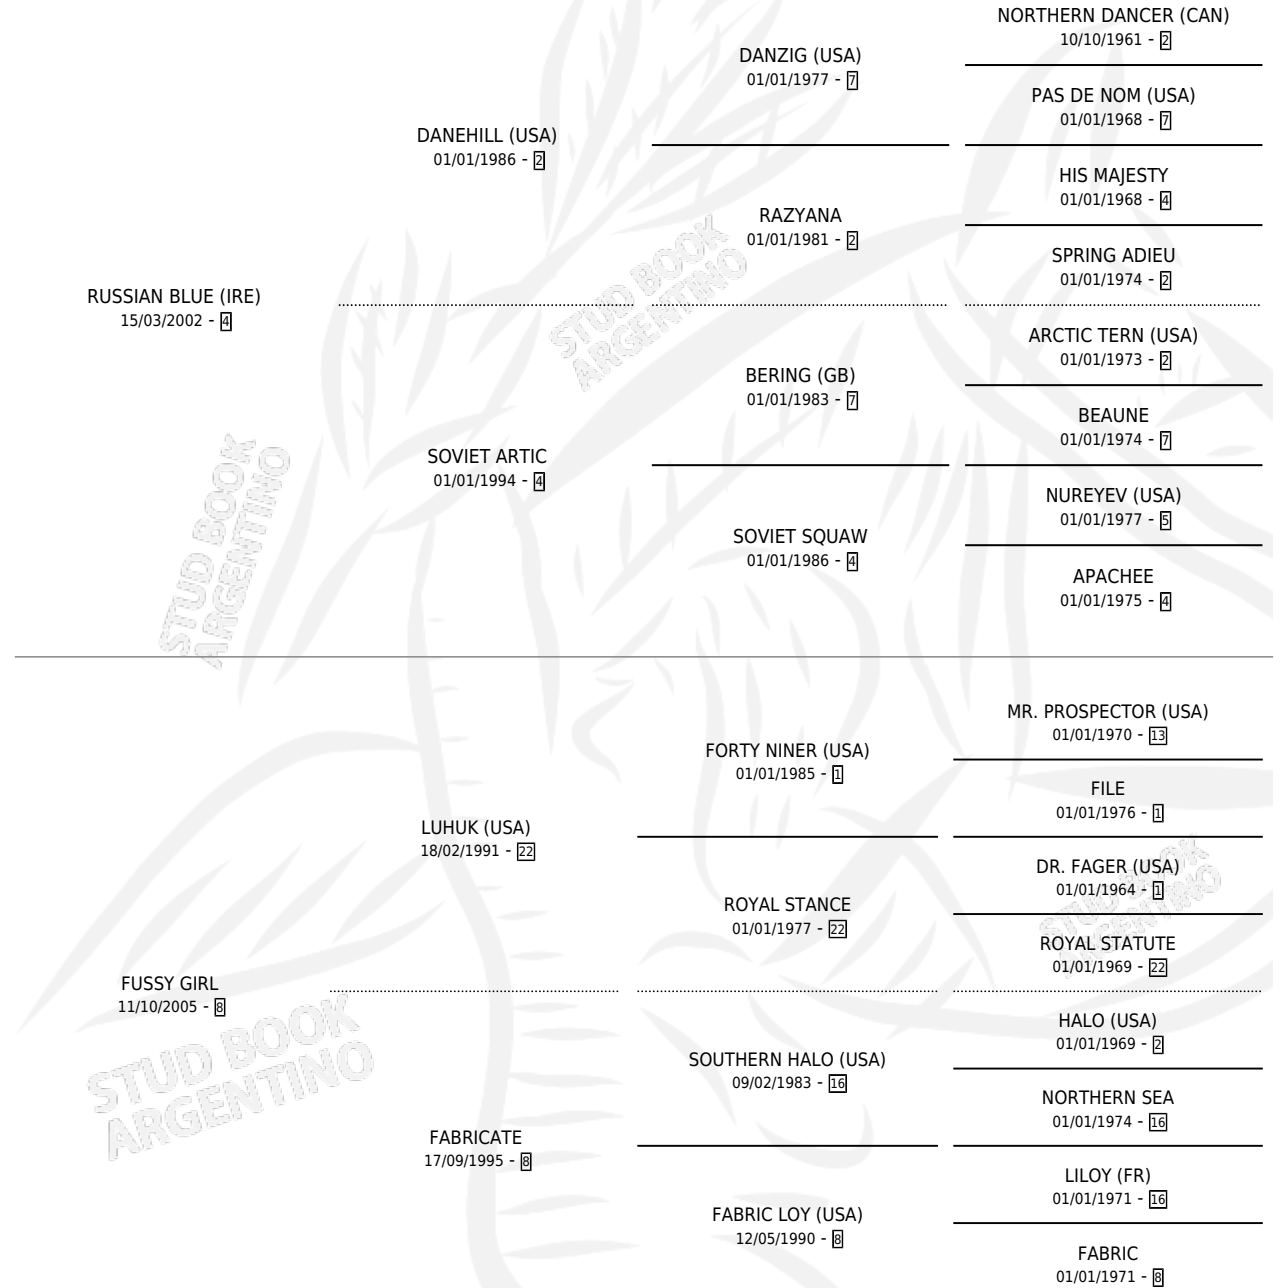 NORTHERN DANCER (CAN)
10/10/1961 - 2
DANZIG (USA)
01/01/1977 - 7
PAS DE NOM (USA)
01/01/1968 - 7
DANEHILL (USA)
01/01/1986 - 2
HIS MAJESTY
01/01/1968 - 4
RAZYANA
01/01/1981 - 2
SPRING ADIEU
01/01/1974 - 2
RUSSIAN BLUE (IRE)
15/03/2002 - 4
ARCTIC TERN (USA)
01/01/1973 - 2
BERING (GB)
01/01/1983 - 7
BEAUNE
01/01/1974 - 7
SOVIET ARTIC
01/01/1994 - 4
NUREYEV (USA)
01/01/1977 - 5
SOVIET SQUAW
01/01/1986 - 4
APACHEE
01/01/1975 - 4
MR. PROSPECTOR (USA)
01/01/1970 - 13
FORTY NINER (USA)
01/01/1985 - 1
FILE
01/01/1976 - 1
LUHUK (USA)
18/02/1991 - 22
DR. FAGER (USA)
01/01/1964 - 1
ROYAL STANCE
01/01/1977 - 22
ROYAL STATUTE
01/01/1969 - 22
FUSSY GIRL
11/10/2005 - 8
HALO (USA)
01/01/1969 - 2
SOUTHERN HALO (USA)
09/02/1983 - 16
NORTHERN SEA
01/01/1974 - 16
FABRICATE
17/09/1995 - 8
LILOY (FR)
01/01/1971 - 16
FABRIC LOY (USA)
12/05/1990 - 8
FABRIC
01/01/1971 - 8
STUD BOOK
ARGENTINO
STUD BOOK
ARGENTINO
STUD BOOK
ARGENTINO
STUD BOOK
ARGENTINO